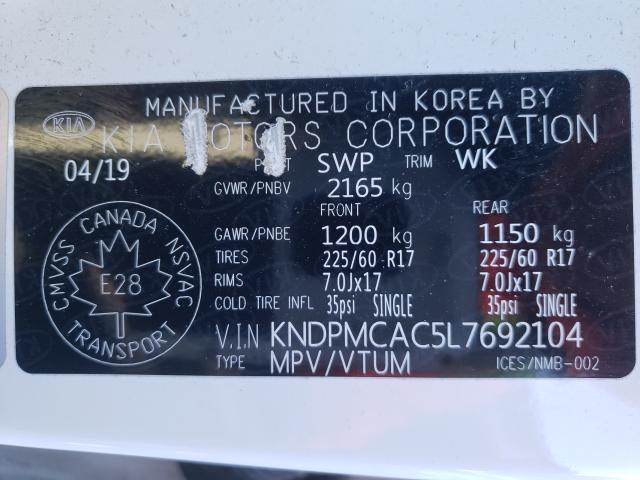 MANUFACTURED IN KOREA BY
KIA
KIA MOTORS CORPORATION
04/19
SWP TRIM WK
GVWR/PNBV 2165 kg
FRONT REAR
GAWR/PNBE 1200 kg 1150 kg
TIRES 225/60 R17 225/60 R17
RIMS 7.0Jx17 7.0Jx17
COLD TIRE INFL 35psi SINGLE 35psi SINGLE
V.I.N KNDPMCAC5L7692104
TYPE MPV/VTUM ICES/NMB-002
CANADA
CMVSS NSVAC
E28
TRANSPORT